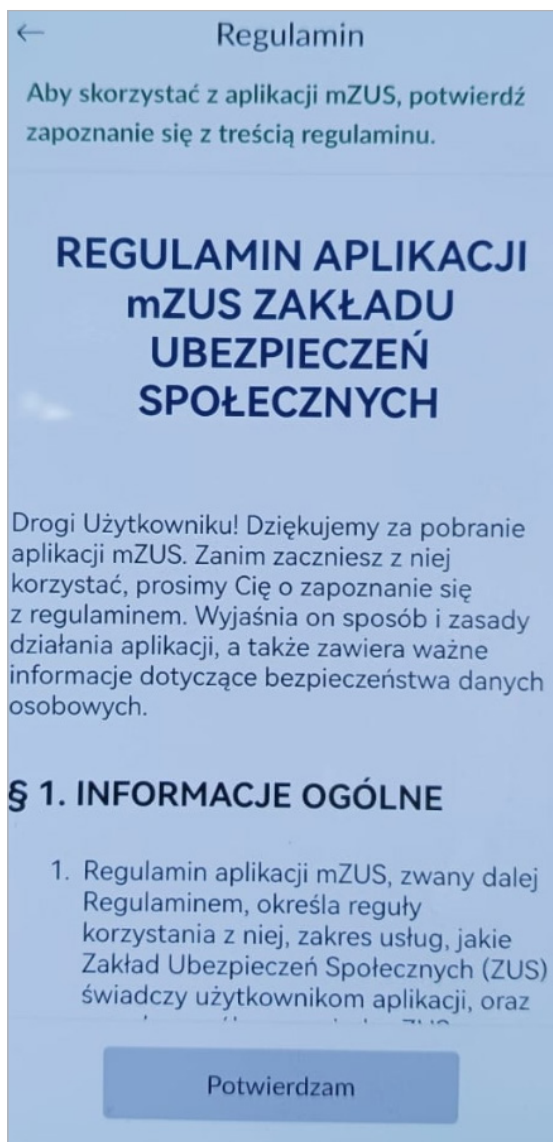 Regulamin
Aby skorzystać z aplikacji mZUS, potwierdź
zapoznanie się z treścią regulaminu.
REGULAMIN APLIKACJI
mZUS ZAKŁADU
UBEZPIECZEŃ
SPOŁECZNYCH
Drogi Użytkowniku! Dziękujemy za pobranie
aplikacji mZUS. Zanim zaczniesz z niej
korzystać, prosimy Cię o zapoznanie się
z regulaminem. Wyjaśnia on sposób i zasady
działania aplikacji, a także zawiera ważne
informacje dotyczące bezpieczeństwa danych
osobowych.
§ 1. INFORMACJE OGÓLNE
1. Regulamin aplikacji mZUS, zwany dalej
Regulaminem, określa reguły
korzystania z niej, zakres usług, jakie
Zakład Ubezpieczeń Społecznych (ZUS)
świadczy użytkownikom aplikacji, oraz
Potwierdzam